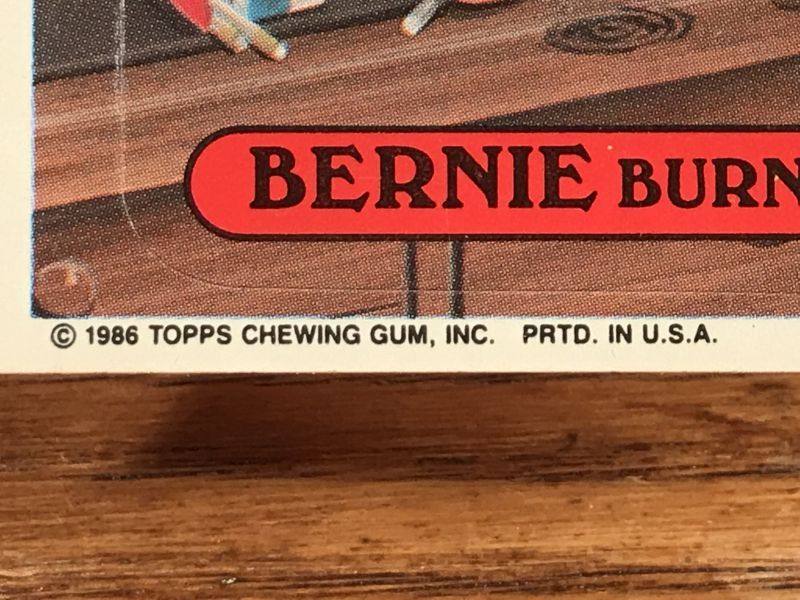 BERNIE BURN
© 1986 TOPPS CHEWING GUM, INC. PRTD. IN U.S.A.